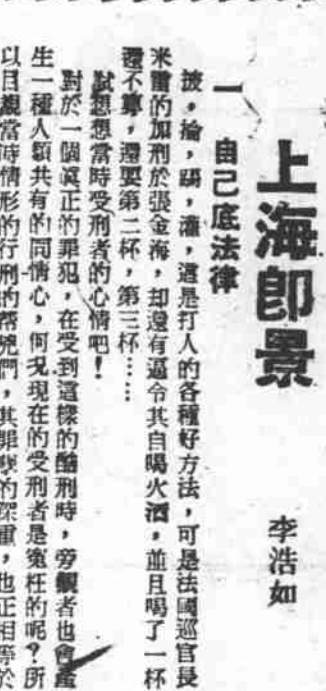 上海即景
李浩如
一 自己底法律
披，掄，踢，灌，這是打人的各種好方法，可是法國巡官長
米雷的加刑於張金海，却還有逼令其自喝火酒，並且喝了一杯
還不算，還要第二杯，第三杯……
試想想當時受刑者的心情吧！
對於一個眞正的罪犯，在受到這樣的酷刑時，旁觀者也會產
生一種人類共有的同情心，何况現在的受刑者是寃枉的呢？所
以目觀當時情形的行刑的幫兇們，其罪孽的深重，也正相等於